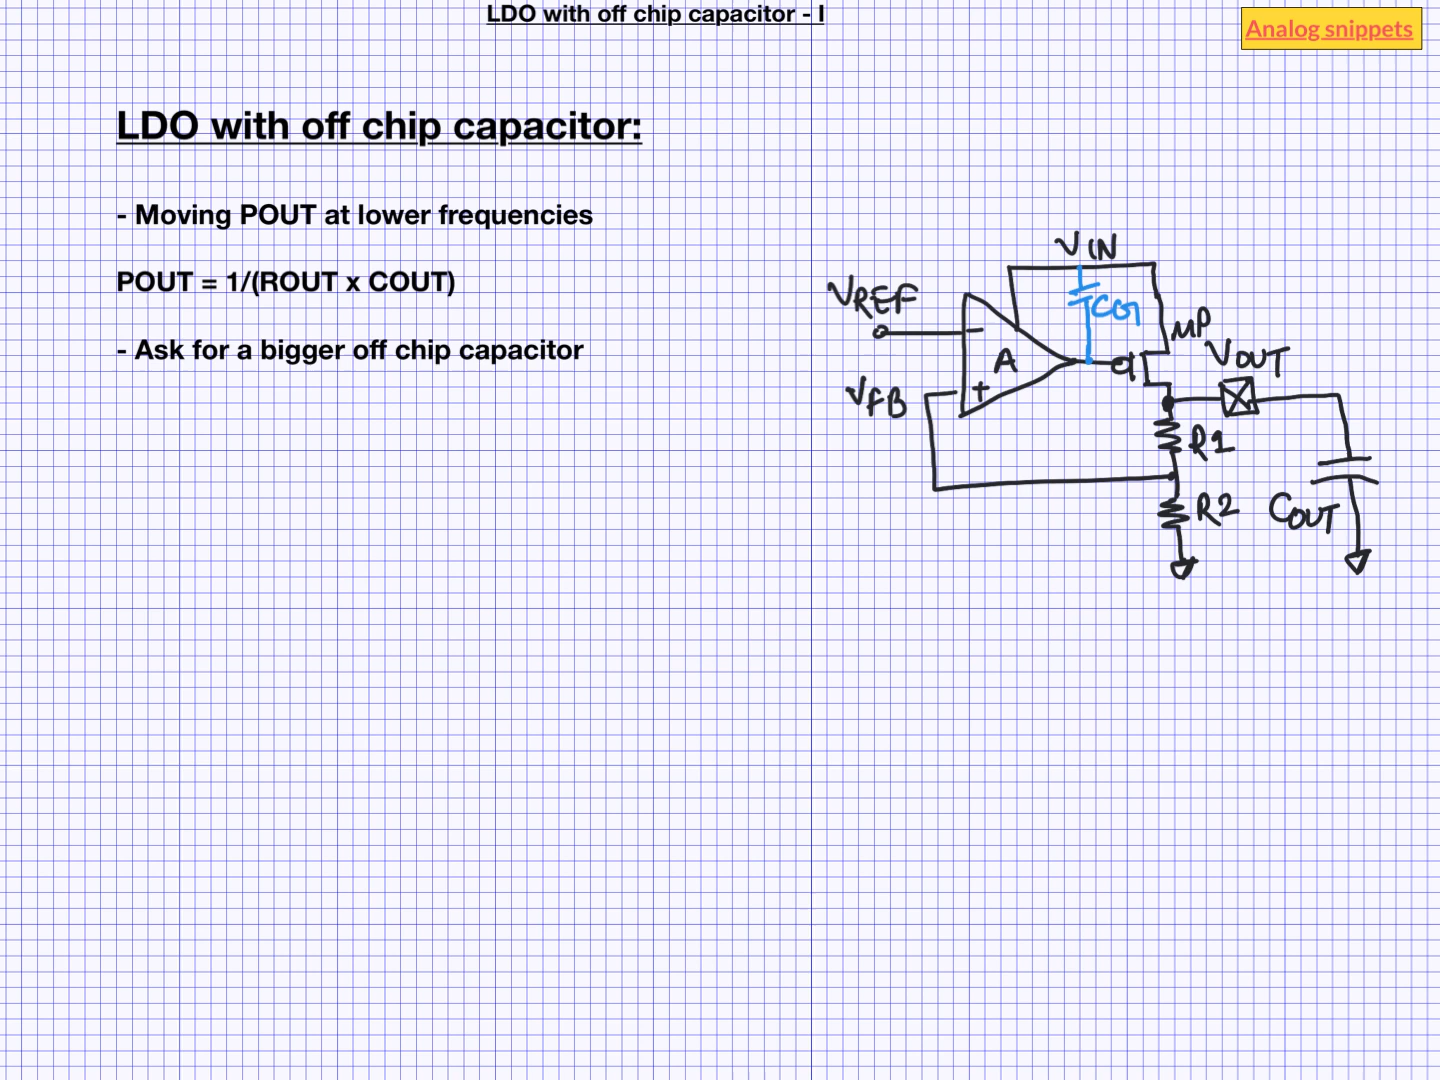 LDO with off chip capacitor - I
Analog snippets
LDO with off chip capacitor:
- Moving POUT at lower frequencies
POUT = 1/(ROUT x COUT)
- Ask for a bigger off chip capacitor
VIN
VREF
CG1
MP
A
VOUT
VFB
R1
R2
COUT
- 
+